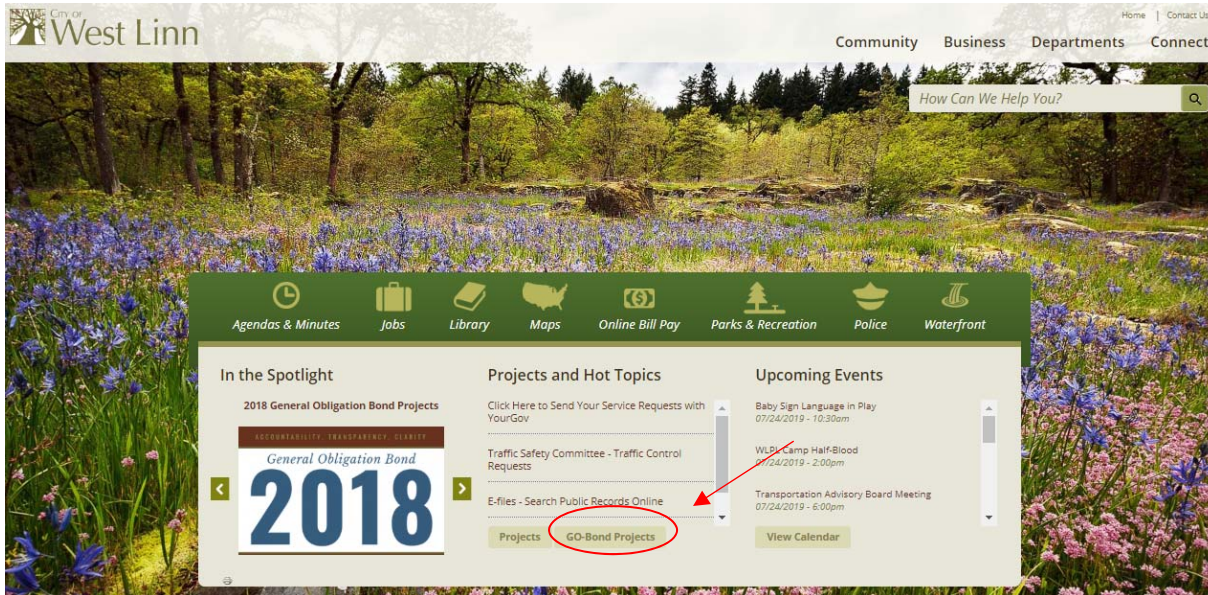 CITY OF
West Linn
Home | Contact Us
Community Business Departments Connect
How Can We Help You?
Agendas & Minutes Jobs Library Maps Online Bill Pay Parks & Recreation Police Waterfront
In the Spotlight
2018 General Obligation Bond Projects
ACCOUNTABILITY, TRANSPARENCY, CLARITY
General Obligation Bond
2018
Projects and Hot Topics
Click Here to Send Your Service Requests with
YourGov
Traffic Safety Committee - Traffic Control
Requests
E-files - Search Public Records Online
Projects GO-Bond Projects
Upcoming Events
Baby Sign Language in Play
07/24/2019 - 10:30am
WLPL Camp Half-Blood
07/24/2019 - 2:00pm
Transportation Advisory Board Meeting
07/24/2019 - 6:00pm
View Calendar